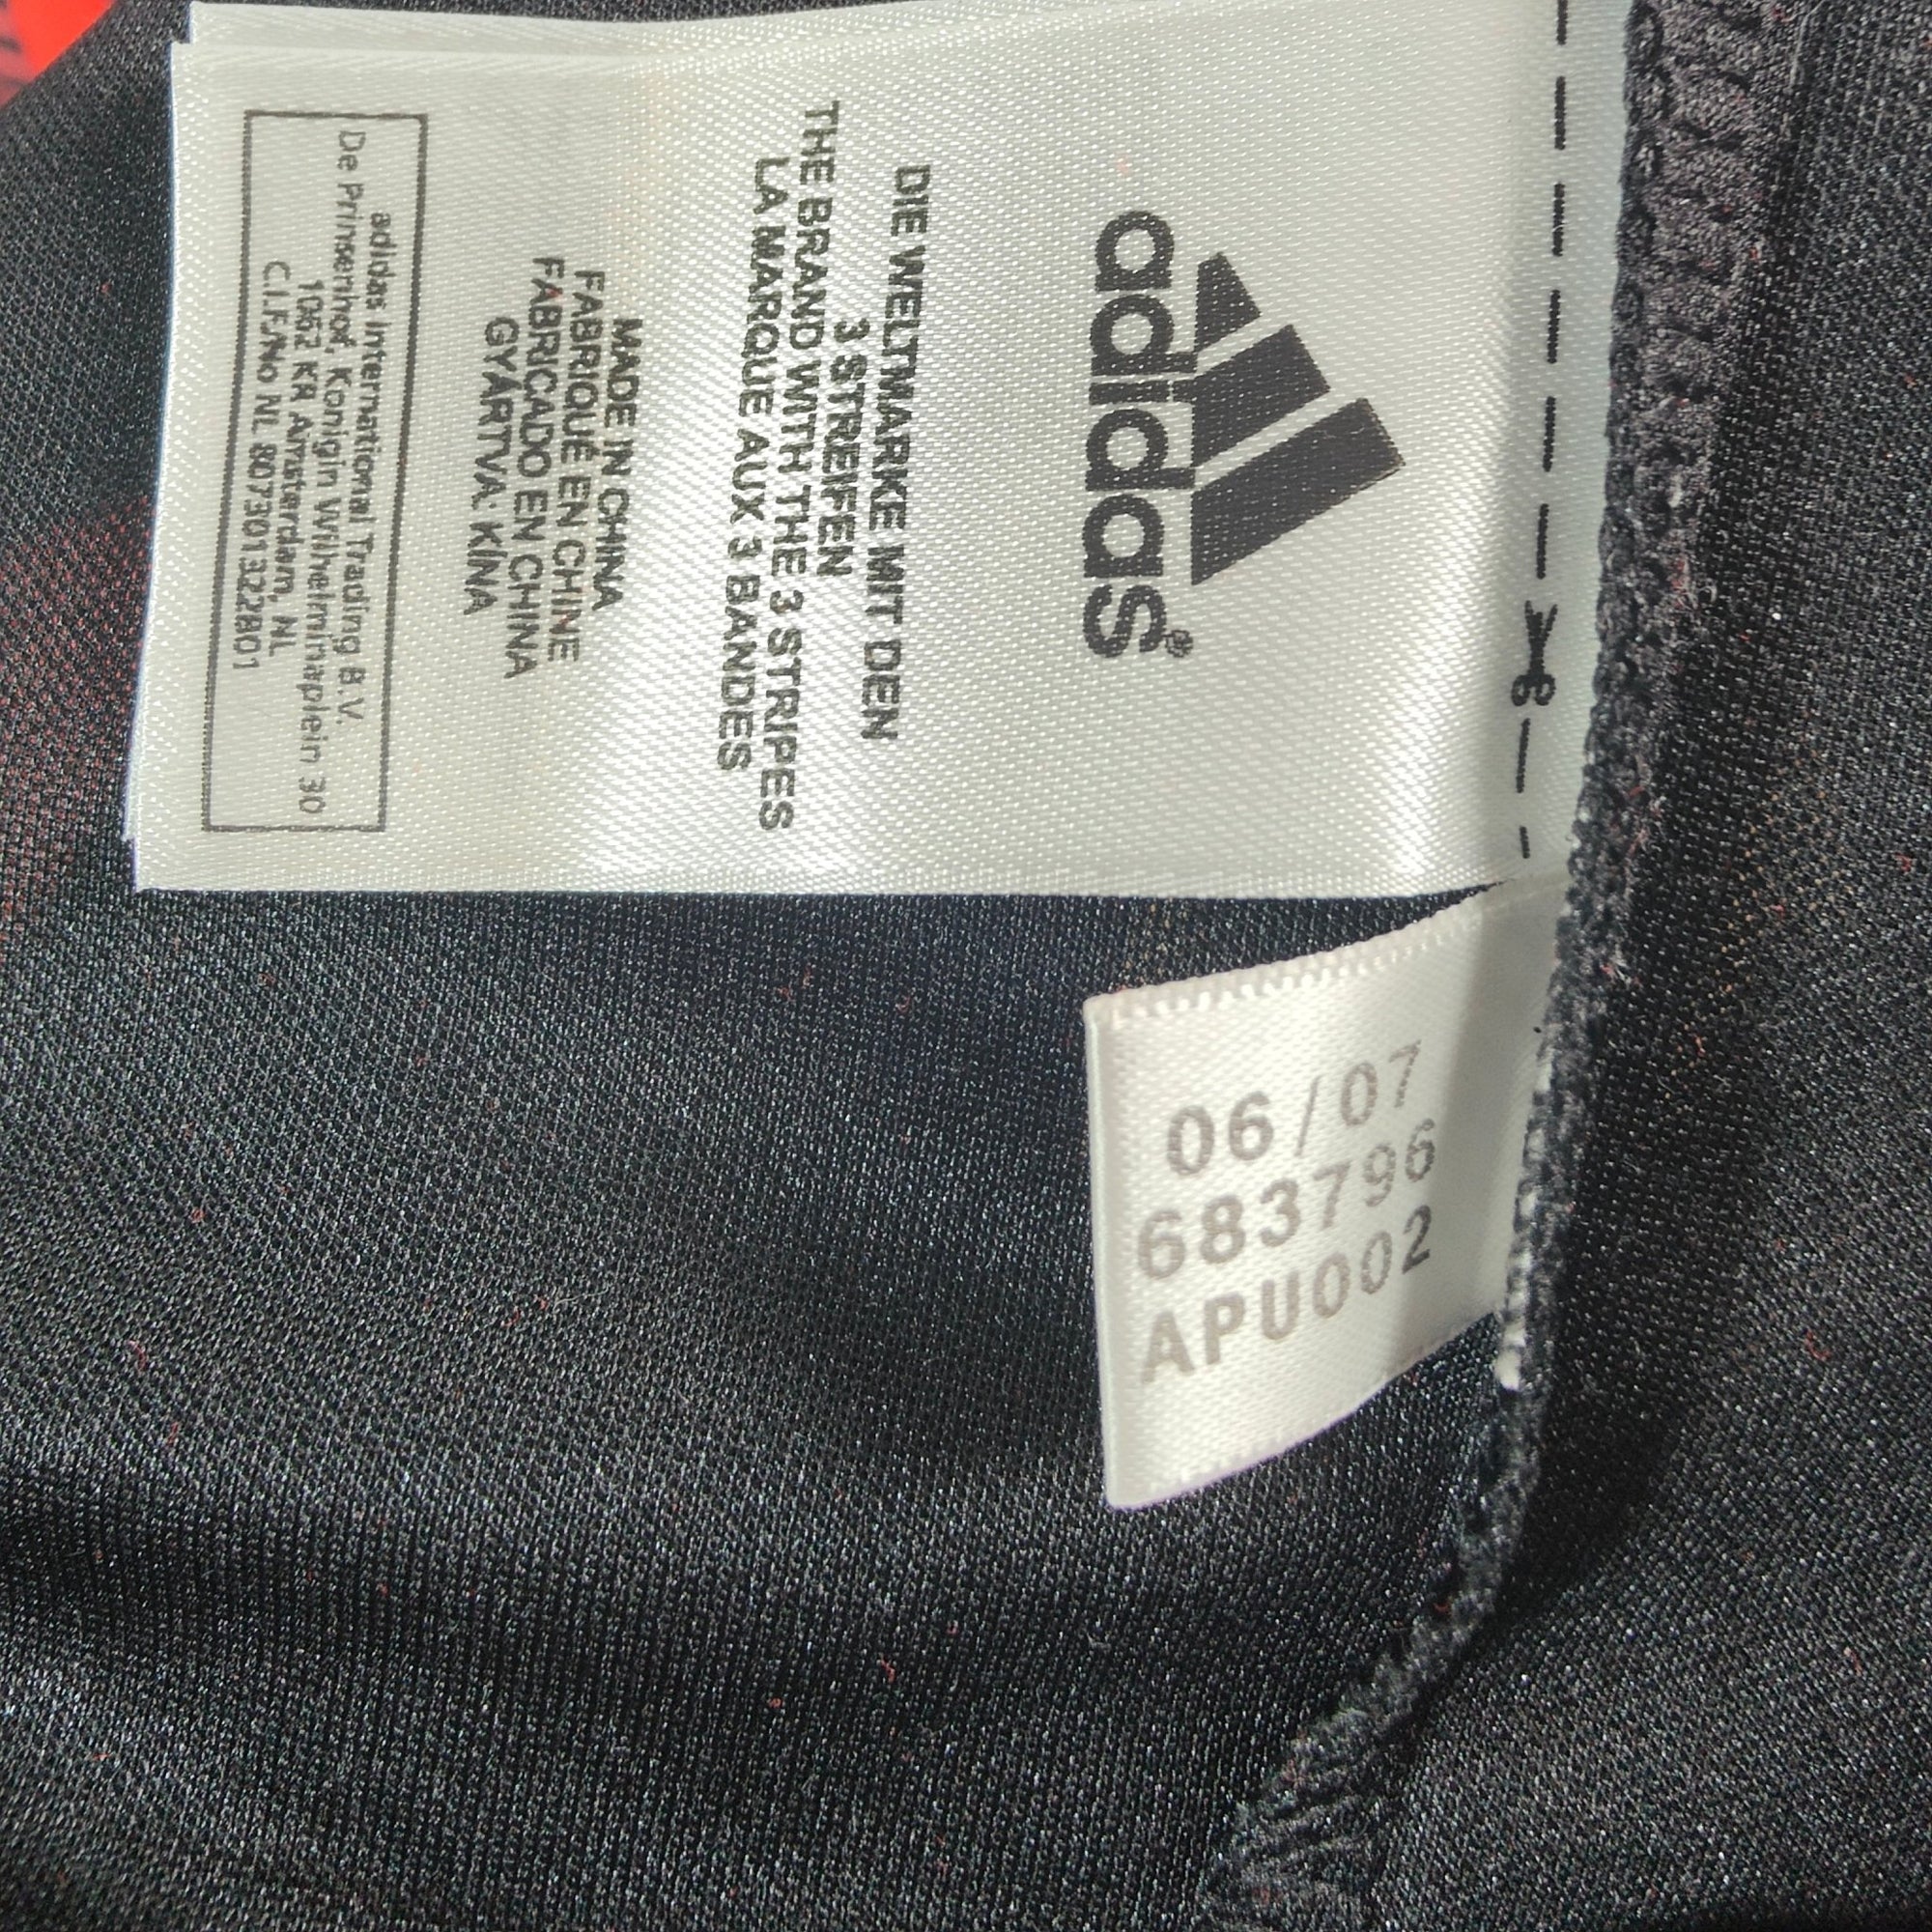 adidas®
DIE WELTMARKE MIT DEN
3 STREIFEN
THE BRAND WITH THE 3 STRIPES
LA MARQUE AUX 3 BANDES
MADE IN CHINA
FABRIQUÉ EN CHINE
FABRICADO EN CHINA
GYÁRTVA: KÍNA
adidas International Trading B.V.
De Prinsenhof, Konigin Wilhelminaplein 30
1062 KR Amsterdam, NL
C.I.F./No NL 807301322B01
06/07
683796
APU002